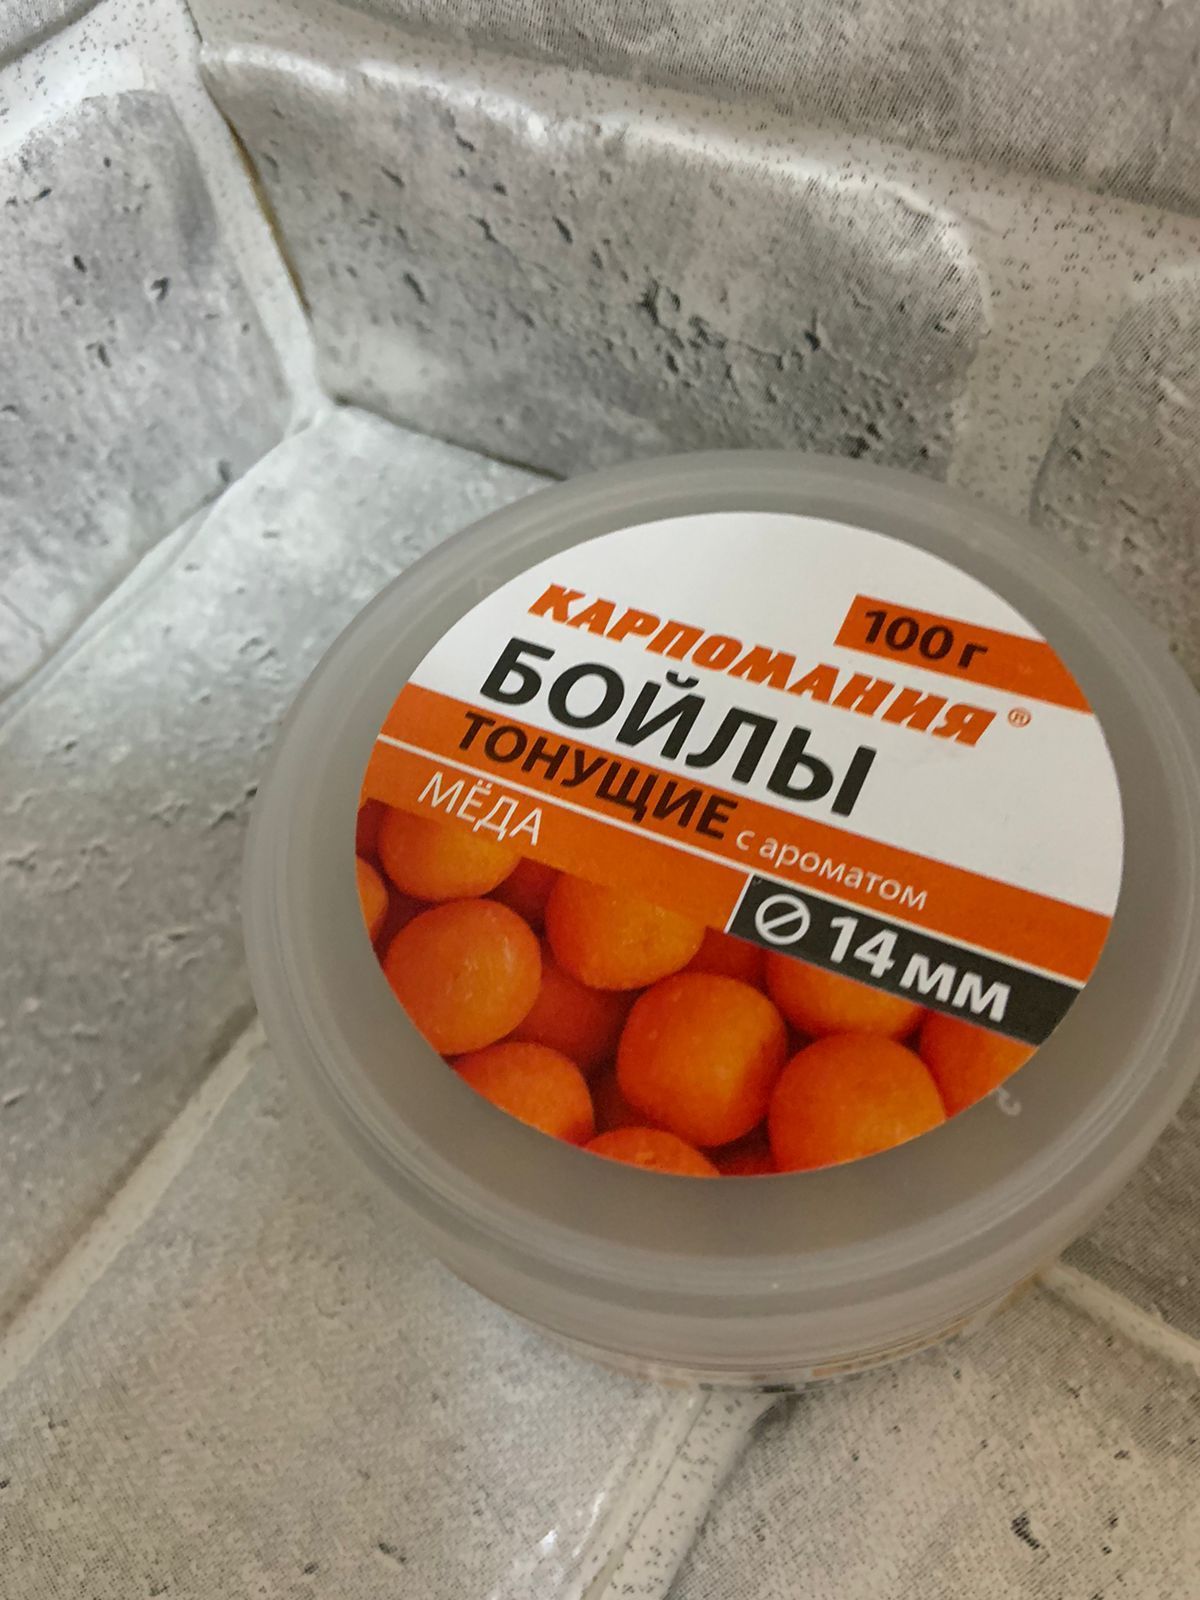 100 г
КАРПОМАНИЯ®
БОЙЛЫ
ТОНУЩИЕ с ароматом
МЁДА
⌀ 14 мм